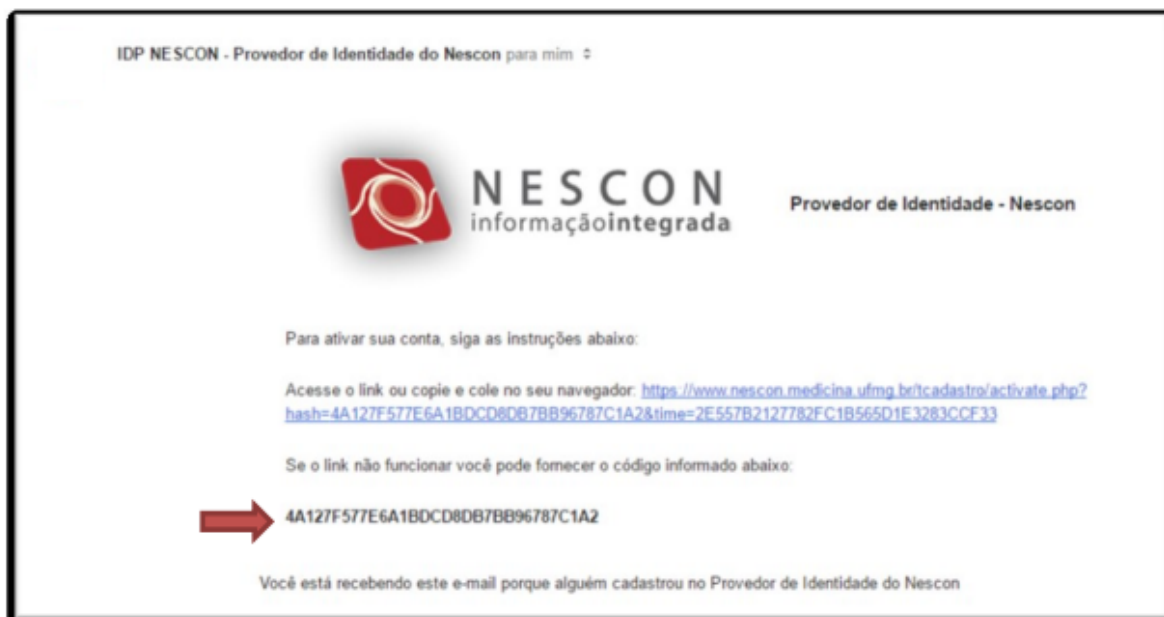 IDP NESCON - Provedor de Identidade do Nescon para mim
NESCON
informaçãointegrada
Provedor de Identidade - Nescon
Para ativar sua conta, siga as instruções abaixo:
Acesse o link ou copie e cole no seu navegador: https://www.nescon.medicina.ufmg.br/tcadastro/activate.php?
hash=4A127F577E6A1BDCD8DB7BB96787C1A2&time=2E557B2127782FC1B565D1E3283CCF33
Se o link não funcionar você pode fornecer o código informado abaixo:
4A127F577E6A1BDCD8DB7BB96787C1A2
Você está recebendo este e-mail porque alguém cadastrou no Provedor de Identidade do Nescon